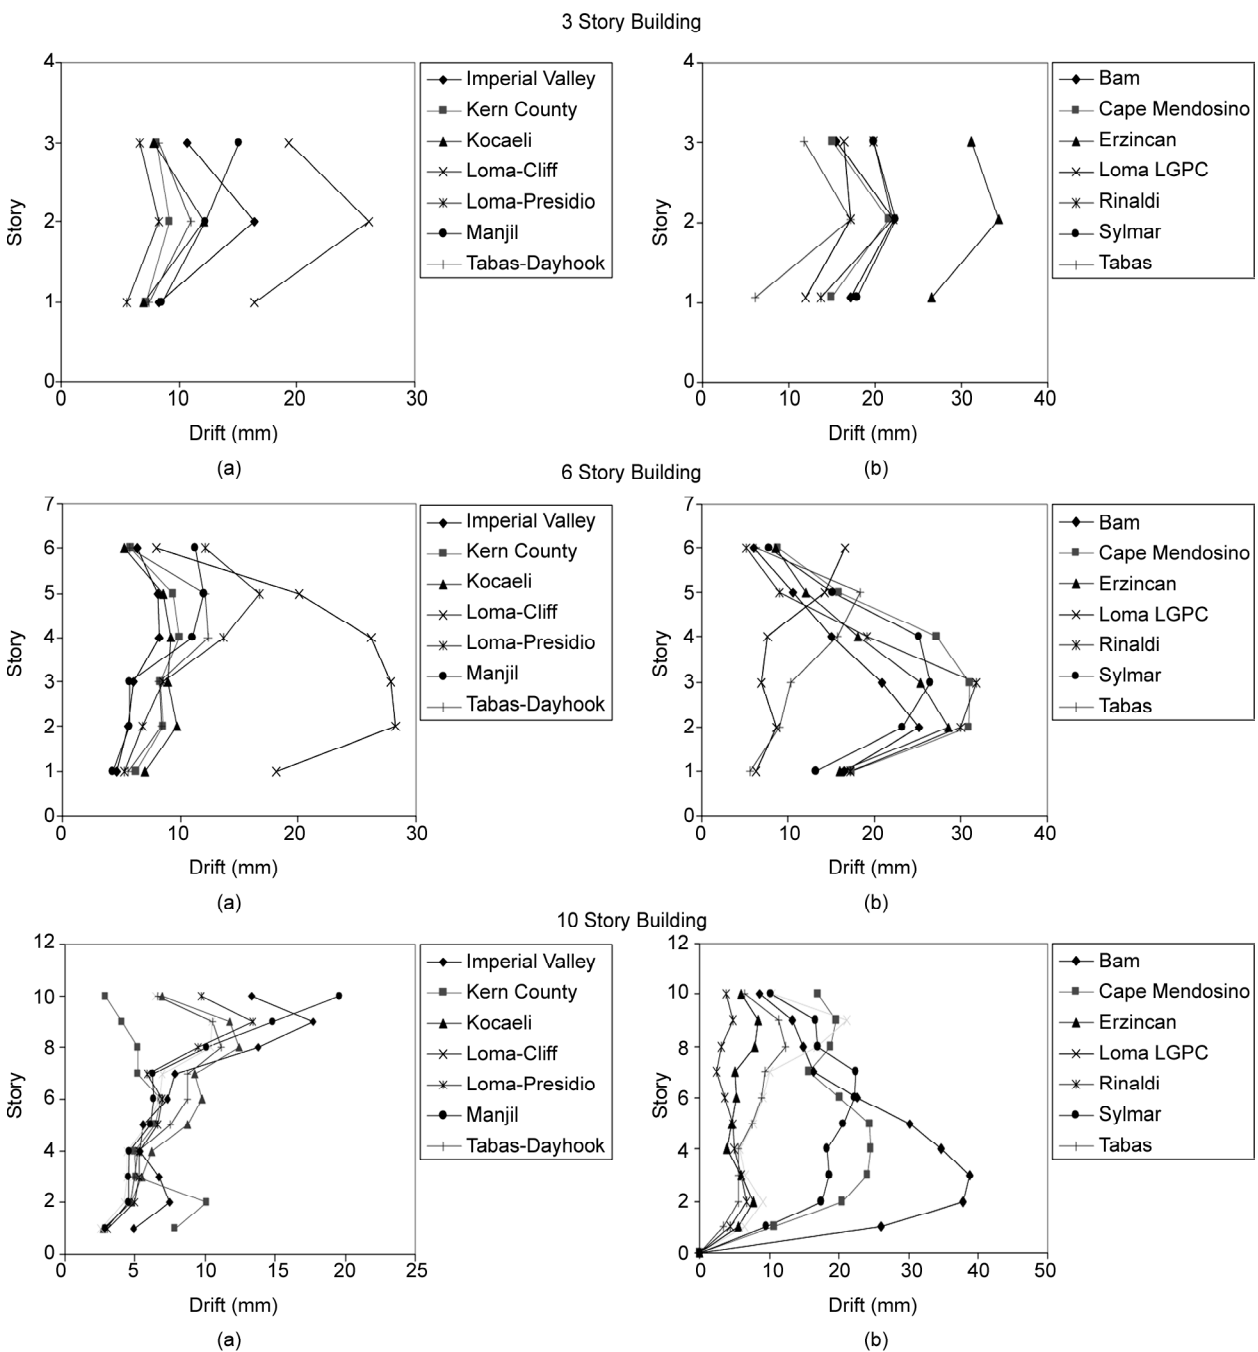 3 Story Building
4
3
2
1
0
Story
0 10 20 30
Drift (mm)
(a)
Imperial Valley
Kern County
Kocaeli
Loma-Cliff
Loma-Presidio
Manjil
Tabas-Dayhook
4
3
2
1
0
Story
0 10 20 30 40
Drift (mm)
(b)
Bam
Cape Mendosino
Erzincan
Loma LGPC
Rinaldi
Sylmar
Tabas
6 Story Building
7
6
5
4
3
2
1
0
Story
0 10 20 30
Drift (mm)
(a)
Imperial Valley
Kern County
Kocaeli
Loma-Cliff
Loma-Presidio
Manjil
Tabas-Dayhook
7
6
5
4
3
2
1
0
Story
0 10 20 30 40
Drift (mm)
(b)
Bam
Cape Mendosino
Erzincan
Loma LGPC
Rinaldi
Sylmar
Tabas
10 Story Building
12
10
8
6
4
2
0
Story
0 5 10 15 20 25
Drift (mm)
(a)
Imperial Valley
Kern County
Kocaeli
Loma-Cliff
Loma-Presidio
Manjil
Tabas-Dayhook
12
10
8
6
4
2
0
Story
0 10 20 30 40 50
Drift (mm)
(b)
Bam
Cape Mendosino
Erzincan
Loma LGPC
Rinaldi
Sylmar
Tabas